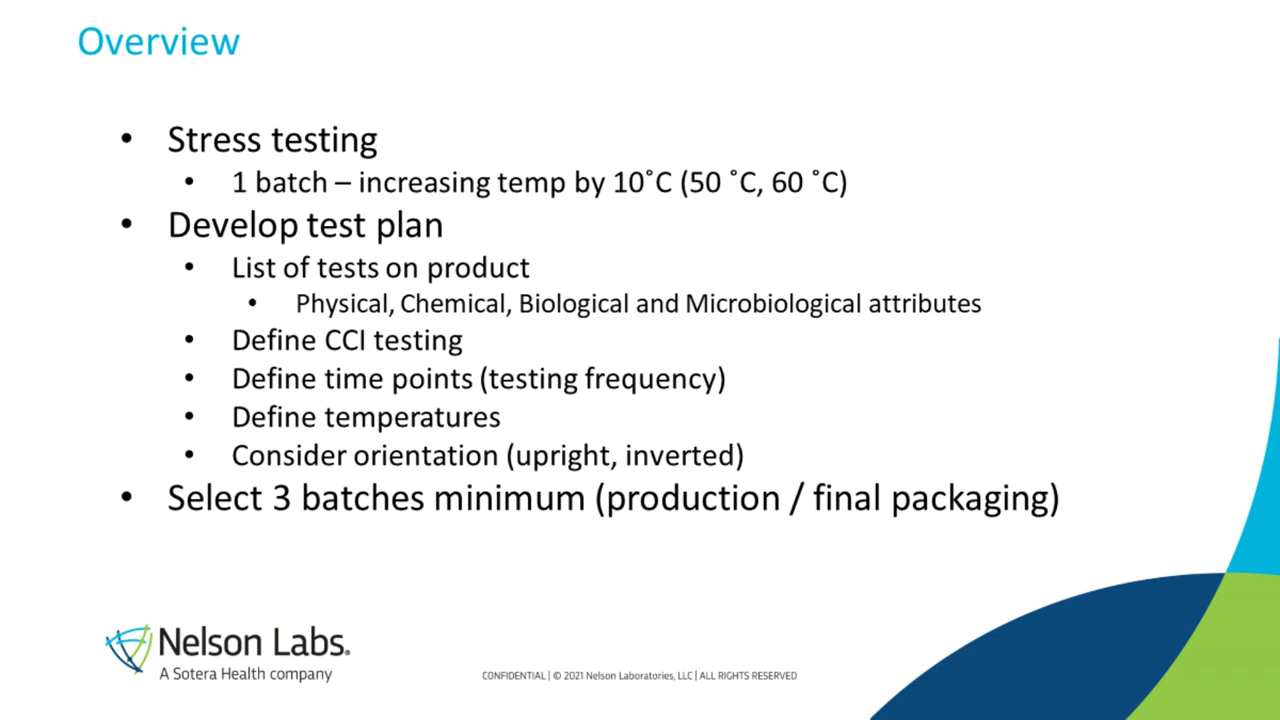 Overview
• Stress testing
• 1 batch – increasing temp by 10˚C (50 ˚C, 60 ˚C)
• Develop test plan
• List of tests on product
• Physical, Chemical, Biological and Microbiological attributes
• Define CCI testing
• Define time points (testing frequency)
• Define temperatures
• Consider orientation (upright, inverted)
• Select 3 batches minimum (production / final packaging)
Nelson Labs®
A Sotera Health company
CONFIDENTIAL | © 2021 Nelson Laboratories, LLC | ALL RIGHTS RESERVED